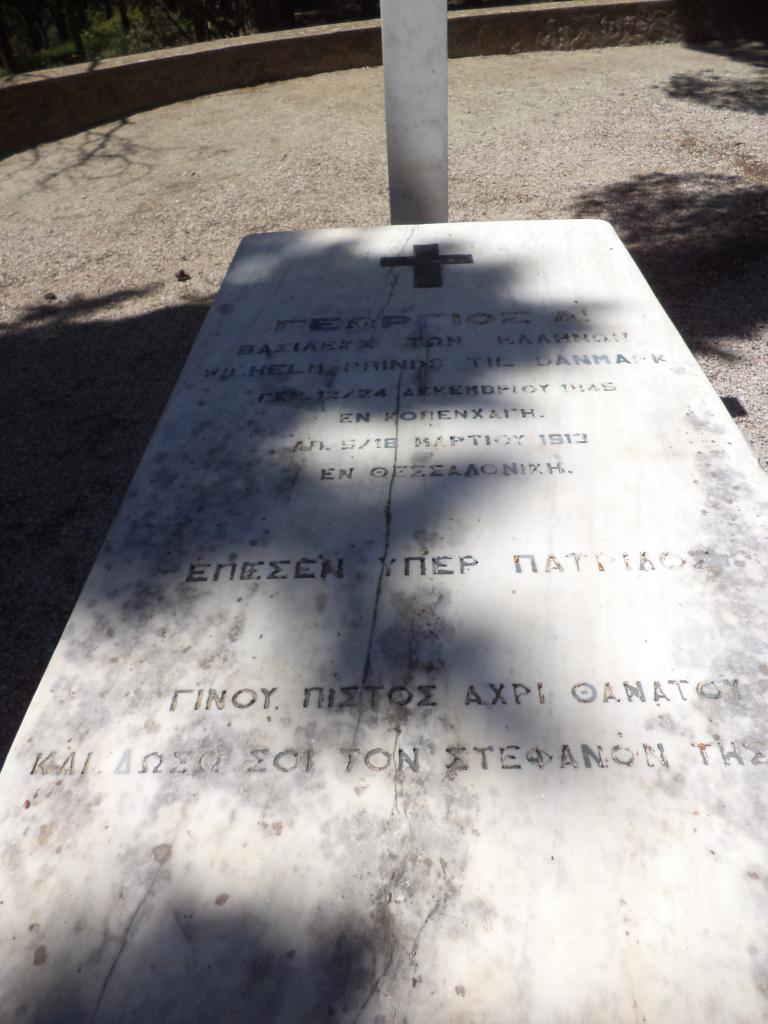 ΓΕΩΡΓΙΟΣ Α!
ΒΑΣΙΛΕΥΣ ΤΩΝ ΕΛΛΗΝΩΝ
WILHELM PRINDS TIL DANMARK
ΓΕΝ. 12/24 ΔΕΚΕΜΒΡΙΟΥ 1845
ΕΝ ΚΟΠΕΝΧΑΓΗ.
ΑΠ. 5/18 ΜΑΡΤΙΟΥ 1913
ΕΝ ΘΕΣΣΑΛΟΝΙΚΗ.
ΕΠΕΣΕΝ ΥΠΕΡ ΠΑΤΡΙΔΟΣ
ΓΙΝΟΥ ΠΙΣΤΟΣ ΑΧΡΙ ΘΑΝΑΤΟΥ
ΚΑΙ ΔΩΣΩ ΣΟΙ ΤΟΝ ΣΤΕΦΑΝΟΝ ΤΗΣ